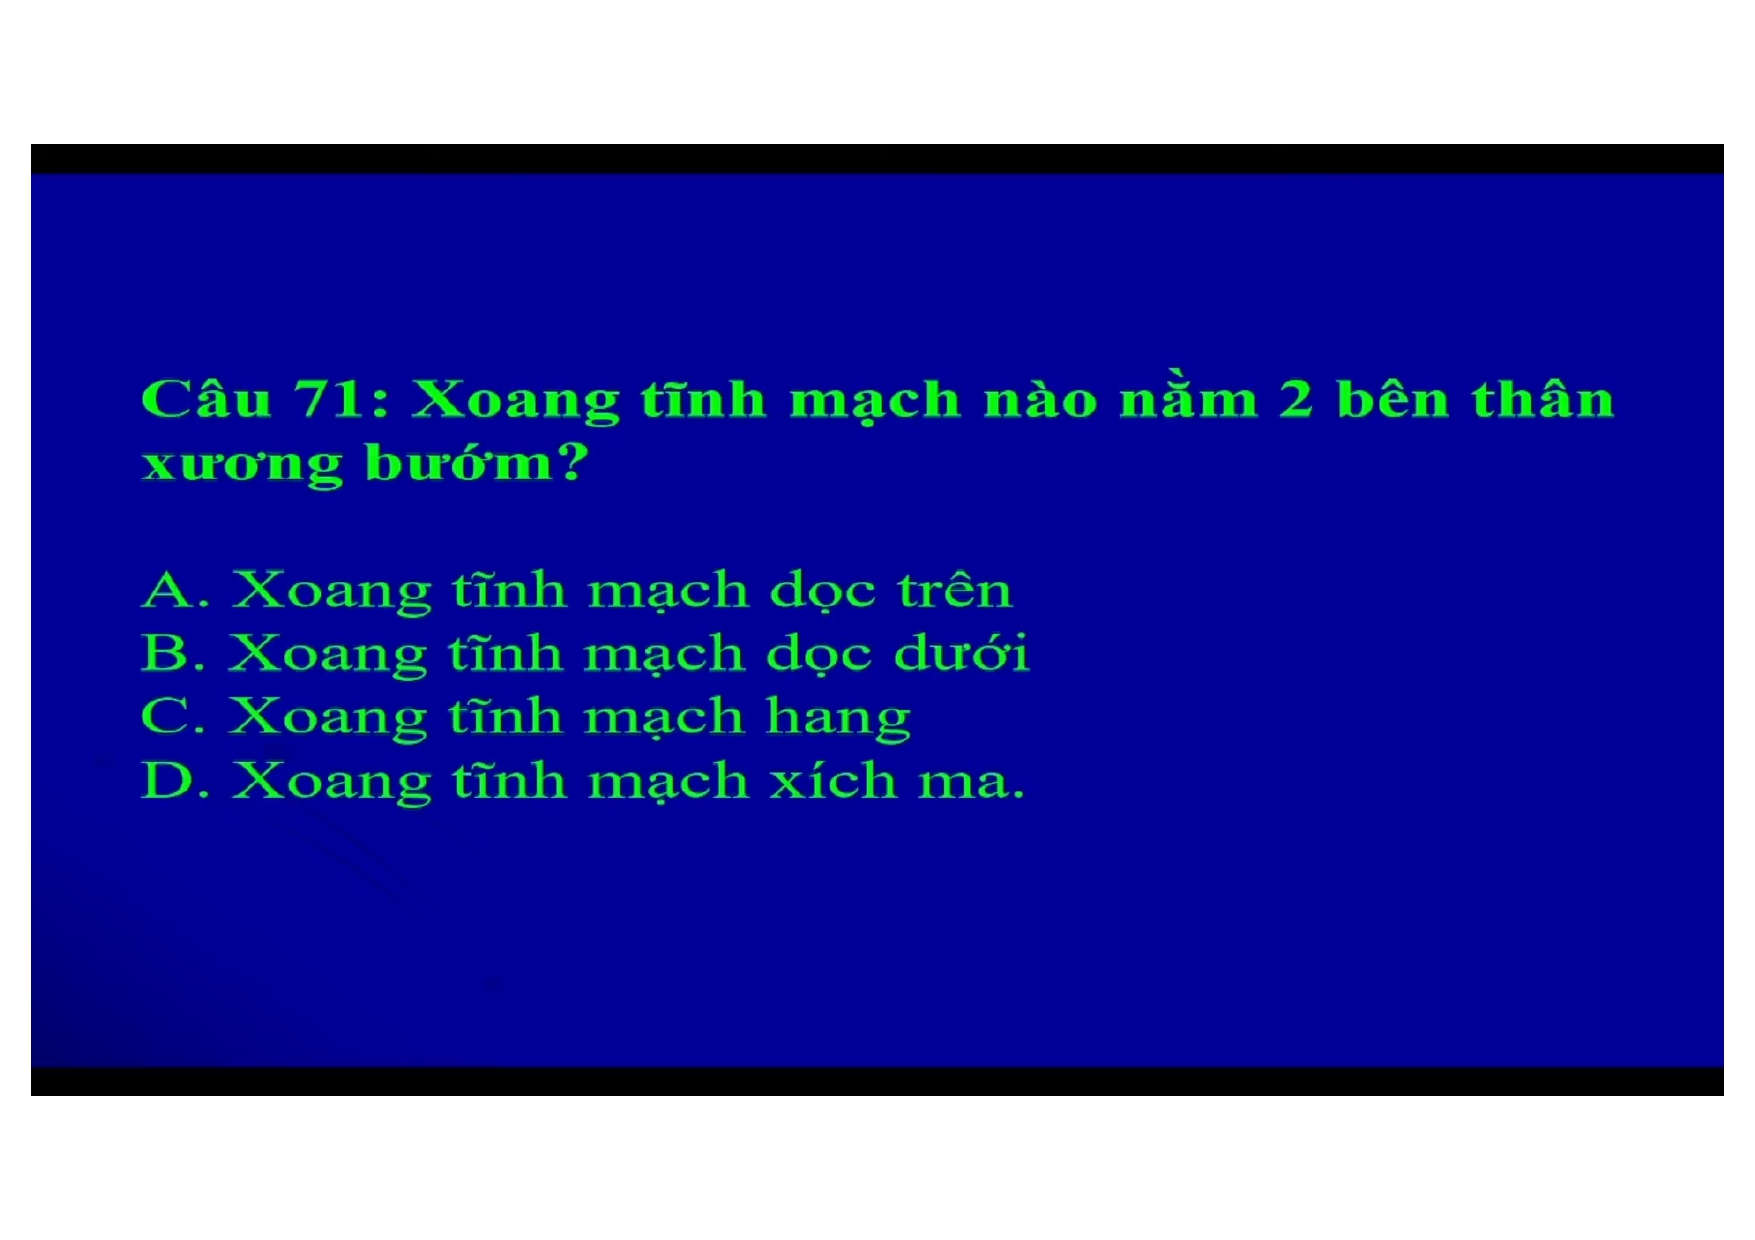 Câu 71: Xoang tĩnh mạch nào nằm 2 bên thân
xương bướm?
A. Xoang tĩnh mạch dọc trên
B. Xoang tĩnh mạch dọc dưới
C. Xoang tĩnh mạch hang
D. Xoang tĩnh mạch xích ma.